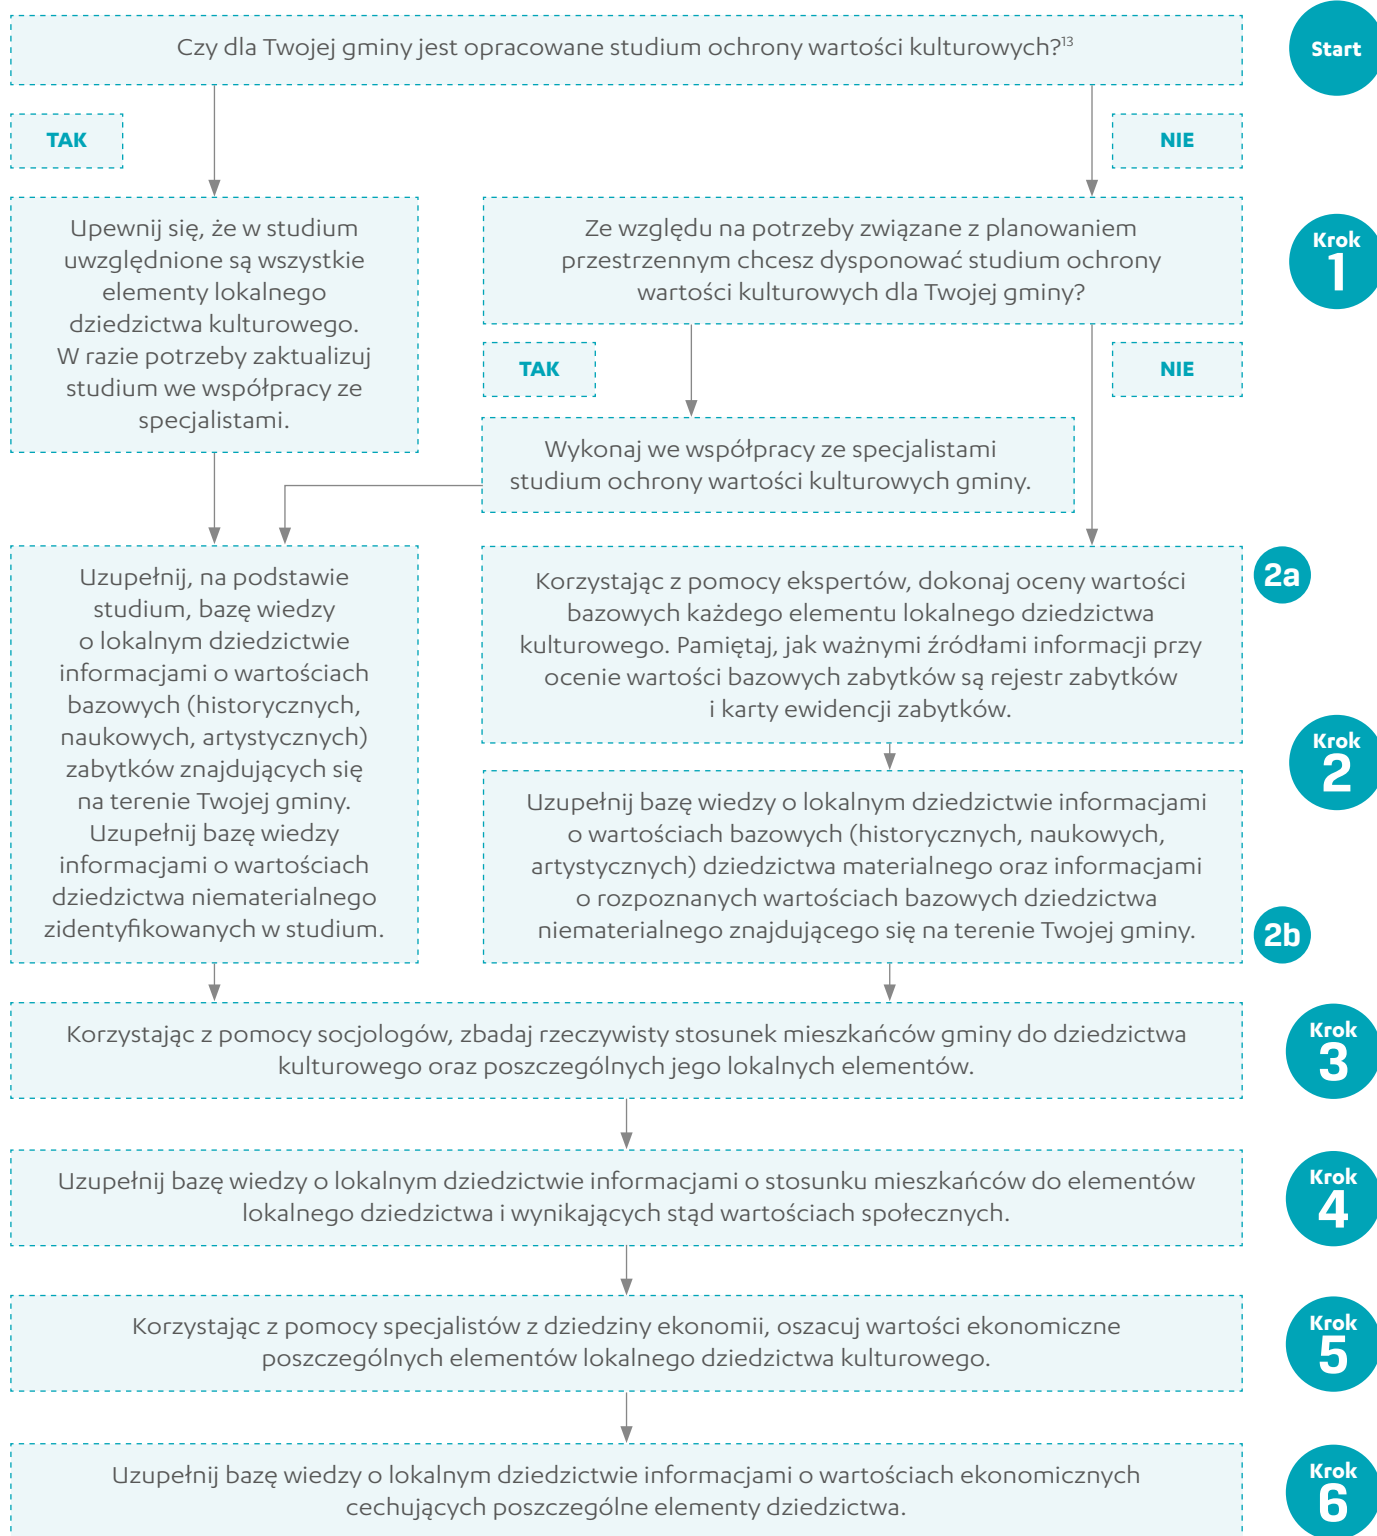 Czy dla Twojej gminy jest opracowane studium ochrony wartości kulturowych?¹³
Start
TAK
NIE
Upewnij się, że w studium
uwzględnione są wszystkie
elementy lokalnego
dziedzictwa kulturowego.
W razie potrzeby zaktualizuj
studium we współpracy ze
specjalistami.
Ze względu na potrzeby związane z planowaniem
przestrzennym chcesz dysponować studium ochrony
wartości kulturowych dla Twojej gminy?
Krok
1
TAK
NIE
Wykonaj we współpracy ze specjalistami
studium ochrony wartości kulturowych gminy.
Uzupełnij, na podstawie
studium, bazę wiedzy
o lokalnym dziedzictwie
informacjami o wartościach
bazowych (historycznych,
naukowych, artystycznych)
zabytków znajdujących się
na terenie Twojej gminy.
Uzupełnij bazę wiedzy
informacjami o wartościach
dziedzictwa niematerialnego
zidentyfikowanych w studium.
Korzystając z pomocy ekspertów, dokonaj oceny wartości
bazowych każdego elementu lokalnego dziedzictwa
kulturowego. Pamiętaj, jak ważnymi źródłami informacji przy
ocenie wartości bazowych zabytków są rejestr zabytków
i karty ewidencji zabytków.
2a
Krok
2
Uzupełnij bazę wiedzy o lokalnym dziedzictwie informacjami
o wartościach bazowych (historycznych, naukowych,
artystycznych) dziedzictwa materialnego oraz informacjami
o rozpoznanych wartościach bazowych dziedzictwa
niematerialnego znajdującego się na terenie Twojej gminy.
2b
Korzystając z pomocy socjologów, zbadaj rzeczywisty stosunek mieszkańców gminy do dziedzictwa
kulturowego oraz poszczególnych jego lokalnych elementów.
Krok
3
Uzupełnij bazę wiedzy o lokalnym dziedzictwie informacjami o stosunku mieszkańców do elementów
lokalnego dziedzictwa i wynikających stąd wartościach społecznych.
Krok
4
Korzystając z pomocy specjalistów z dziedziny ekonomii, oszacuj wartości ekonomiczne
poszczególnych elementów lokalnego dziedzictwa kulturowego.
Krok
5
Uzupełnij bazę wiedzy o lokalnym dziedzictwie informacjami o wartościach ekonomicznych
cechujących poszczególne elementy dziedzictwa.
Krok
6